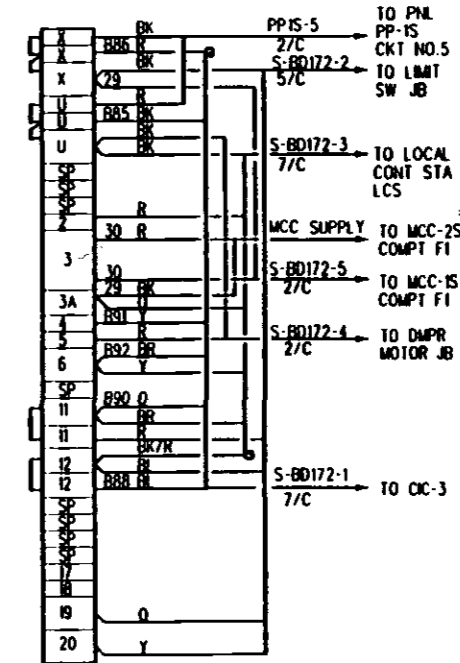 TO PNL
BK PP1S-5 PP-1S
X B86 R 2/C CKT NO.5
X BK S-BD172-2 TO LIMIT
X 29 5/C SW JB
U R
U B85 BK
BK
U BK S-BD172-3 TO LOCAL
7/C CONT STA
LCS
SP
SP
SP
2 R
30 R MCC SUPPLY TO MCC-2S
COMPT F1
3
30 S-BD172-5 TO MCC-1S
29 BK 27/C COMPT F1
3A O
4 B91 Y
5 R S-BD172-4 TO DMPR
B92 BR 2/C MOTOR JB
6 Y
SP
11 B90 O
BR
11 R
BK/R
12 BL
12 B88 BL S-BD172-1 TO CIC-3
7/C
SP
SP
SP
SP
17
18
19 O
20 Y